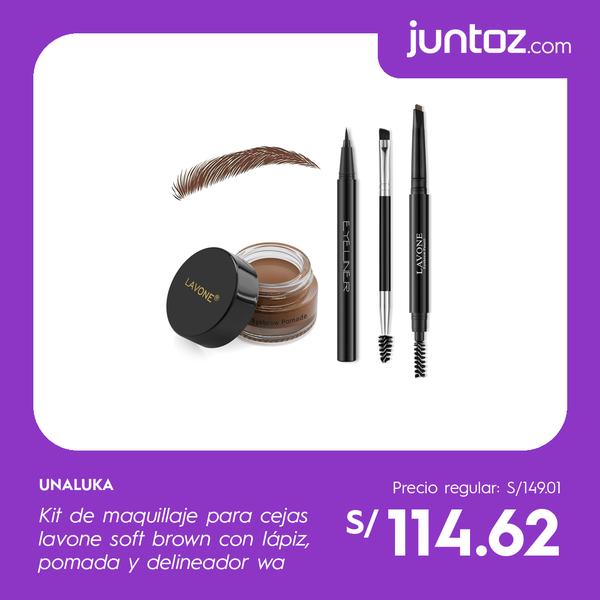 juntoz.com
LAVONE®
Eyebrow Pomade
EYELINER
LAVONE
UNALUKA
Kit de maquillaje para cejas
lavone soft brown con lápiz,
pomada y delineador wa
Precio regular: S/149.01
S/114.62